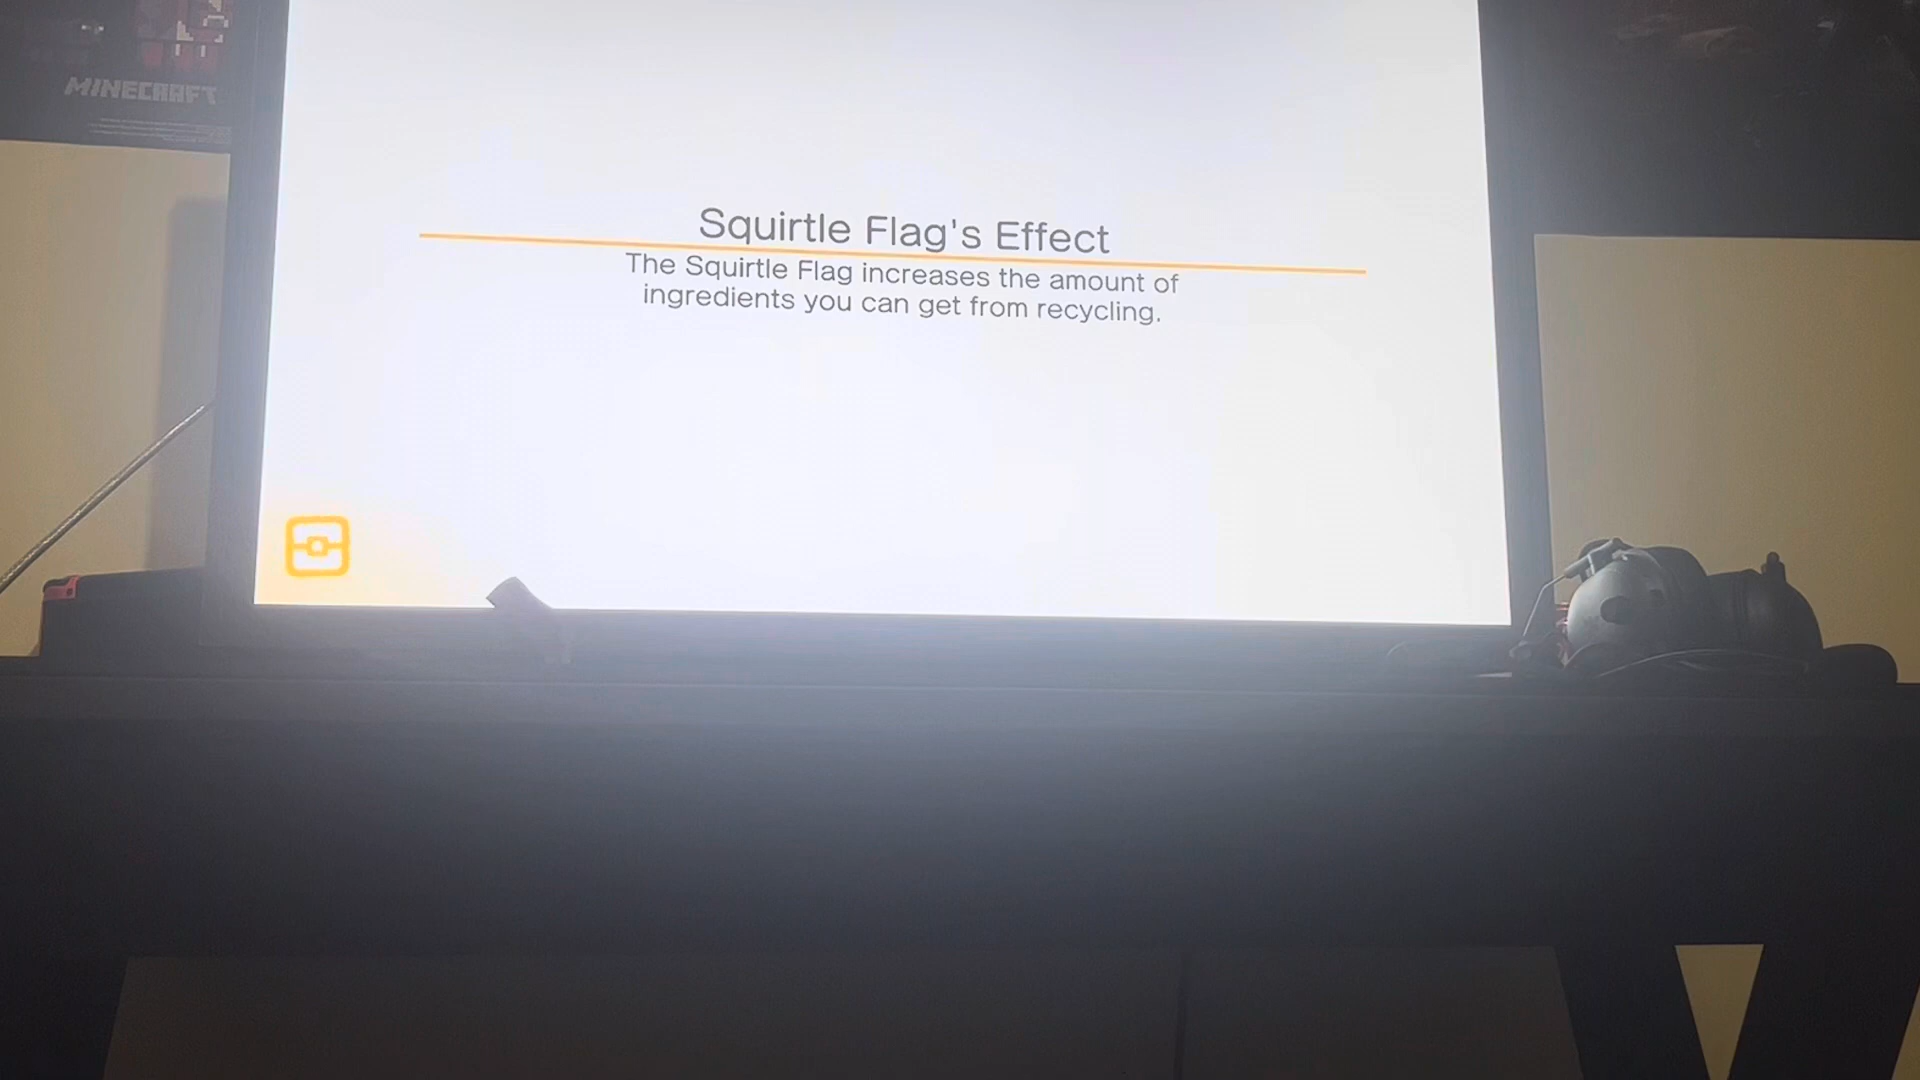 MINECRAFT
Squirtle Flag's Effect
The Squirtle Flag increases the amount of
ingredients you can get from recycling.